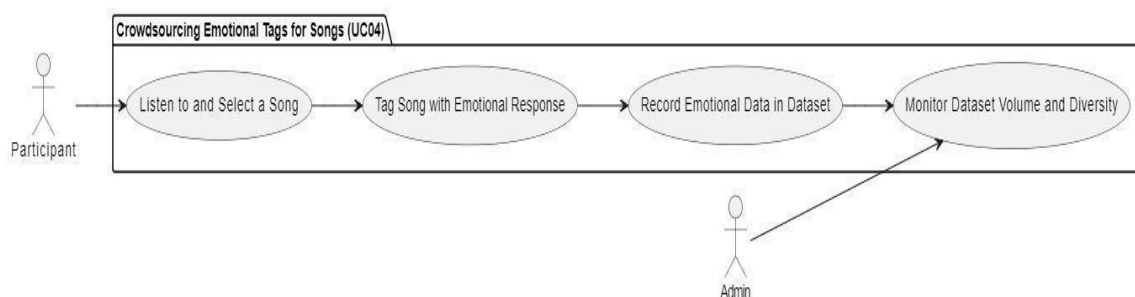 Crowdsourcing Emotional Tags for Songs (UC04)
Participant
Listen to and Select a Song
Tag Song with Emotional Response
Record Emotional Data in Dataset
Monitor Dataset Volume and Diversity
Admin